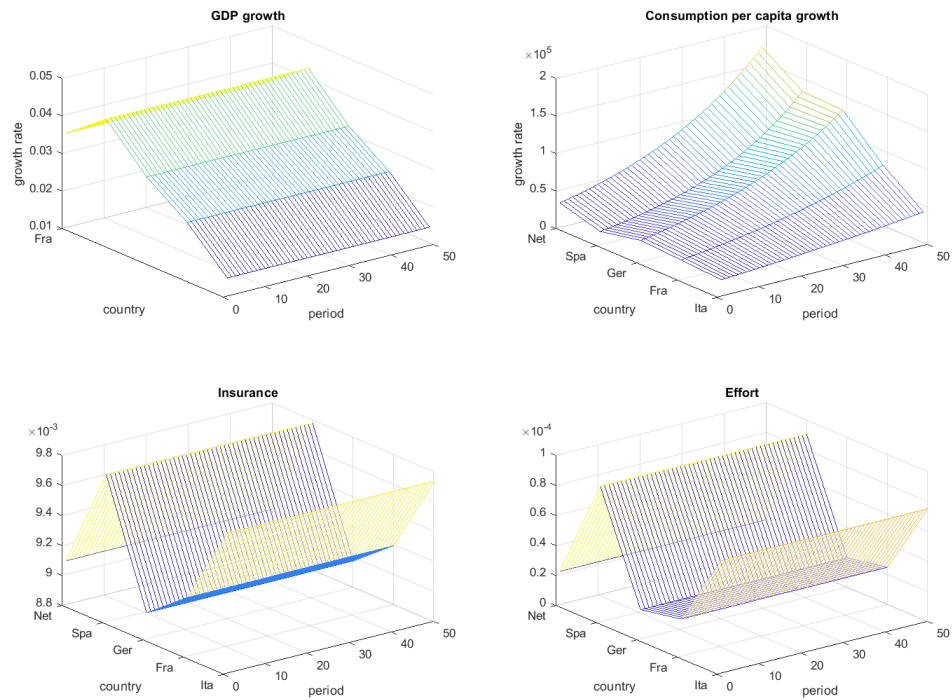 GDP growth
0.05
0.04
0.03
0.02
0.01
growth rate
Fra
country
0
10
20
30
40
50
period
Consumption per capita growth
×10^5
2
1.5
1
0.5
0
growth rate
Net
Spa
Ger
Fra
Ita
country
0
10
20
30
40
50
period
Insurance
×10^-3
9.8
9.6
9.4
9.2
9
8.8
Net
Spa
Ger
Fra
Ita
country
0
10
20
30
40
50
period
Effort
×10^-4
1
0.8
0.6
0.4
0.2
0
Net
Spa
Ger
Fra
Ita
country
0
10
20
30
40
50
period